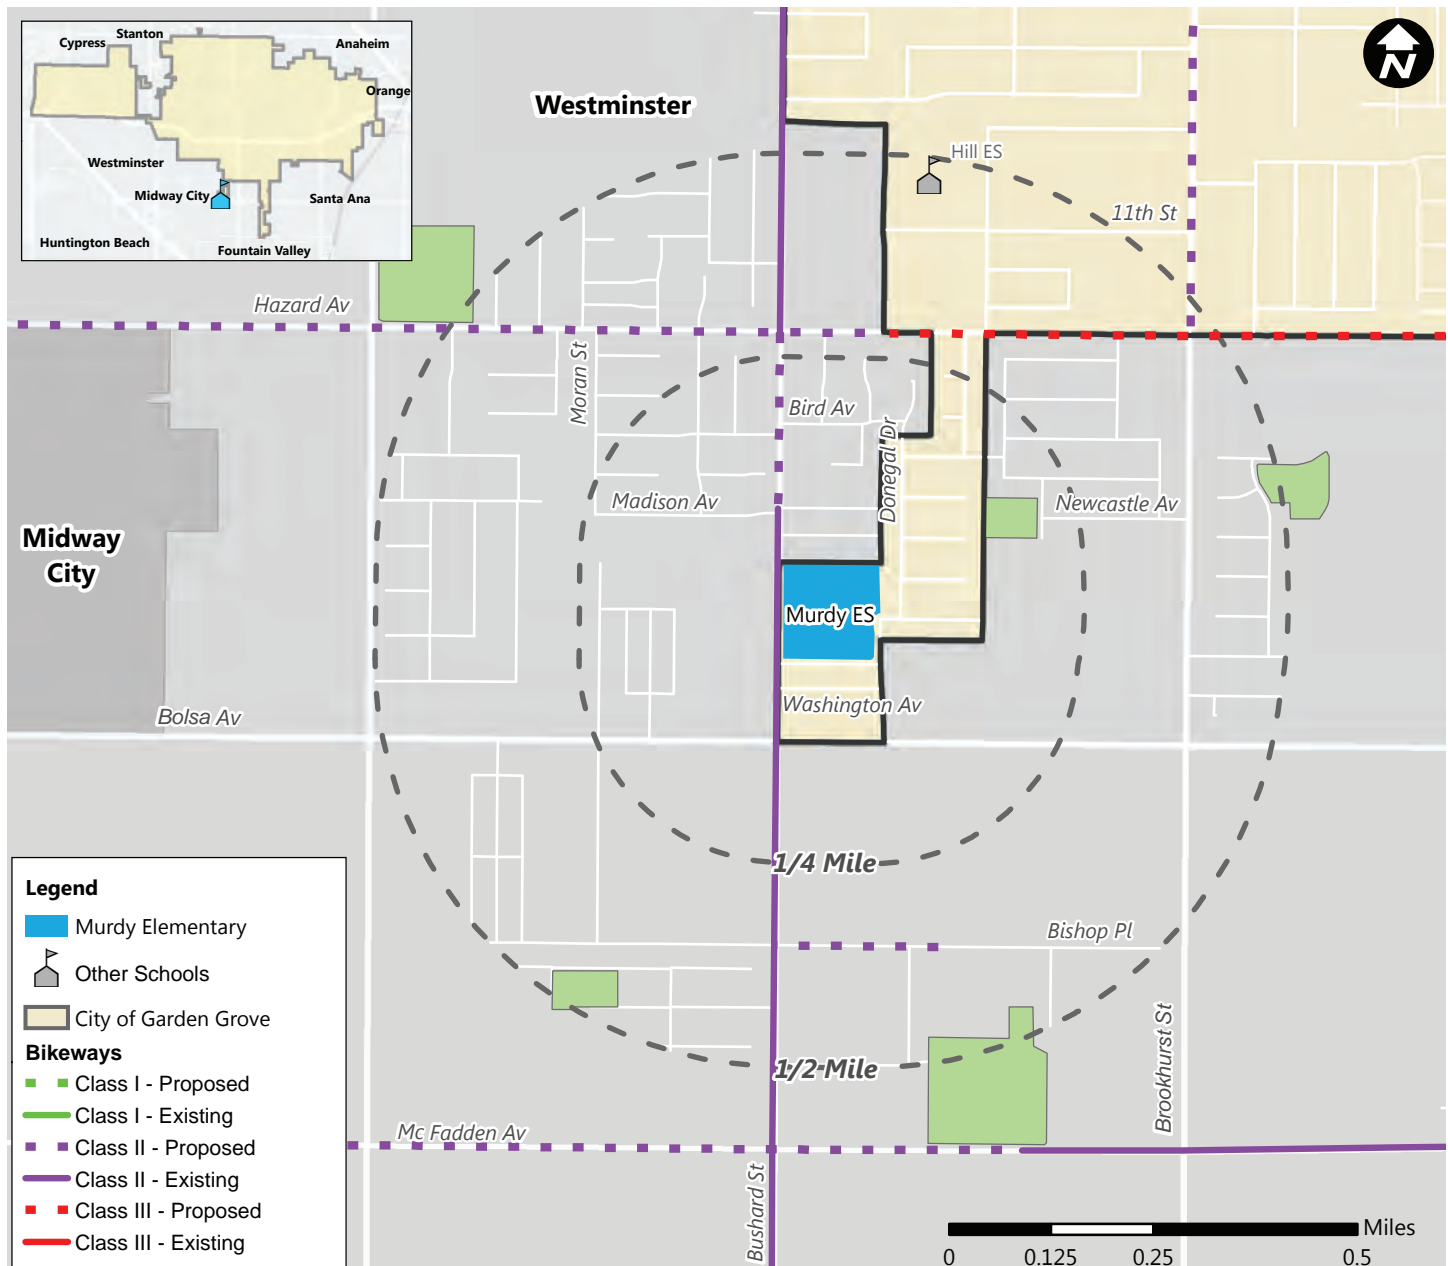 Cypress
Stanton
Anaheim
Orange
Westminster
Midway City
Santa Ana
Huntington Beach
Fountain Valley
Westminster
N
Hill ES
11th St
Hazard Av
Moran St
Bird Av
Donegal Dr
Madison Av
Newcastle Av
Midway
City
Murdy ES
Washington Av
Bolsa Av
1/4 Mile
Bishop Pl
1/2 Mile
Brookhurst St
Mc Fadden Av
Bushard St
Legend
Murdy Elementary
Other Schools
City of Garden Grove
Bikeways
Class I - Proposed
Class I - Existing
Class II - Proposed
Class II - Existing
Class III - Proposed
Class III - Existing
Miles
0 0.125 0.25 0.5